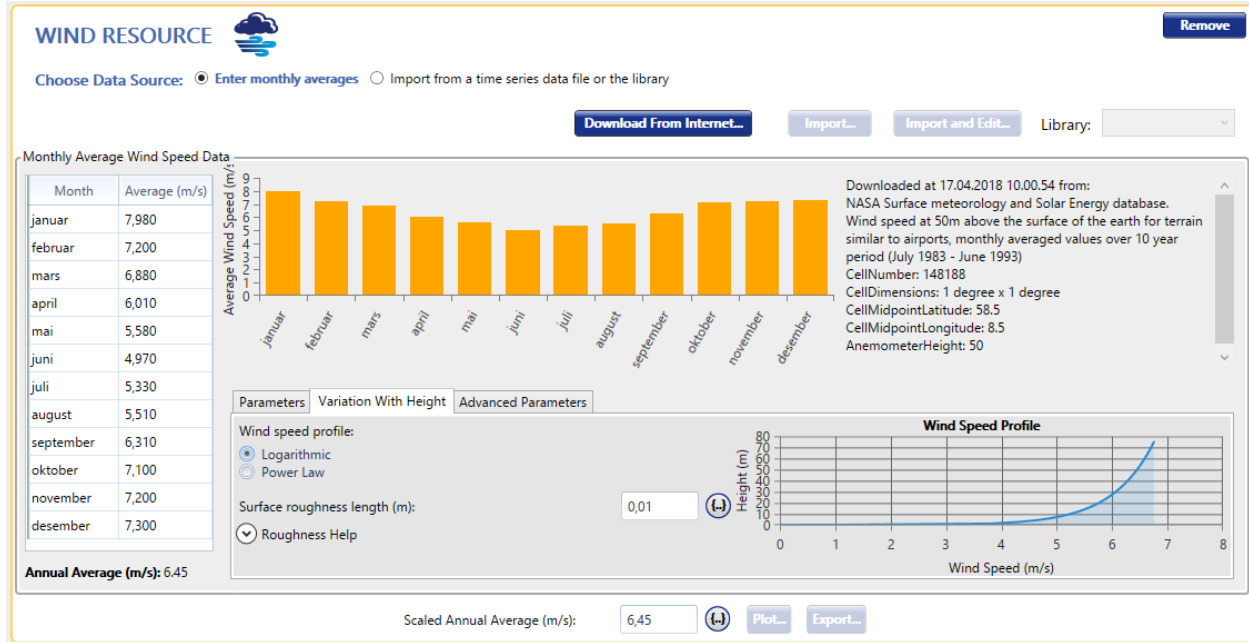 WIND RESOURCE
Remove
Choose Data Source: Enter monthly averages Import from a time series data file or the library
Download From Internet... Import... Import and Edit... Library:
Monthly Average Wind Speed Data
Month Average (m/s)
januar 7,980
februar 7,200
mars 6,880
april 6,010
mai 5,580
juni 4,970
juli 5,330
august 5,510
september 6,310
oktober 7,100
november 7,200
desember 7,300
Annual Average (m/s): 6.45
Average Wind Speed (m/s
9
8
7
6
5
4
3
2
1
0
januar februar mars april mai juni juli august september oktober november desember
Downloaded at 17.04.2018 10.00.54 from:
NASA Surface meteorology and Solar Energy database.
Wind speed at 50m above the surface of the earth for terrain
similar to airports, monthly averaged values over 10 year
period (July 1983 - June 1993)
CellNumber: 148188
CellDimensions: 1 degree x 1 degree
CellMidpointLatitude: 58.5
CellMidpointLongitude: 8.5
AnemometerHeight: 50
Parameters Variation With Height Advanced Parameters
Wind speed profile:
Logarithmic
Power Law
Surface roughness length (m): 0,01 {..}
Roughness Help
Wind Speed Profile
Height (m)
80
70
60
50
40
30
20
10
0
0 1 2 3 4 5 6 7 8
Wind Speed (m/s)
Scaled Annual Average (m/s): 6,45 {..} Plot... Export...